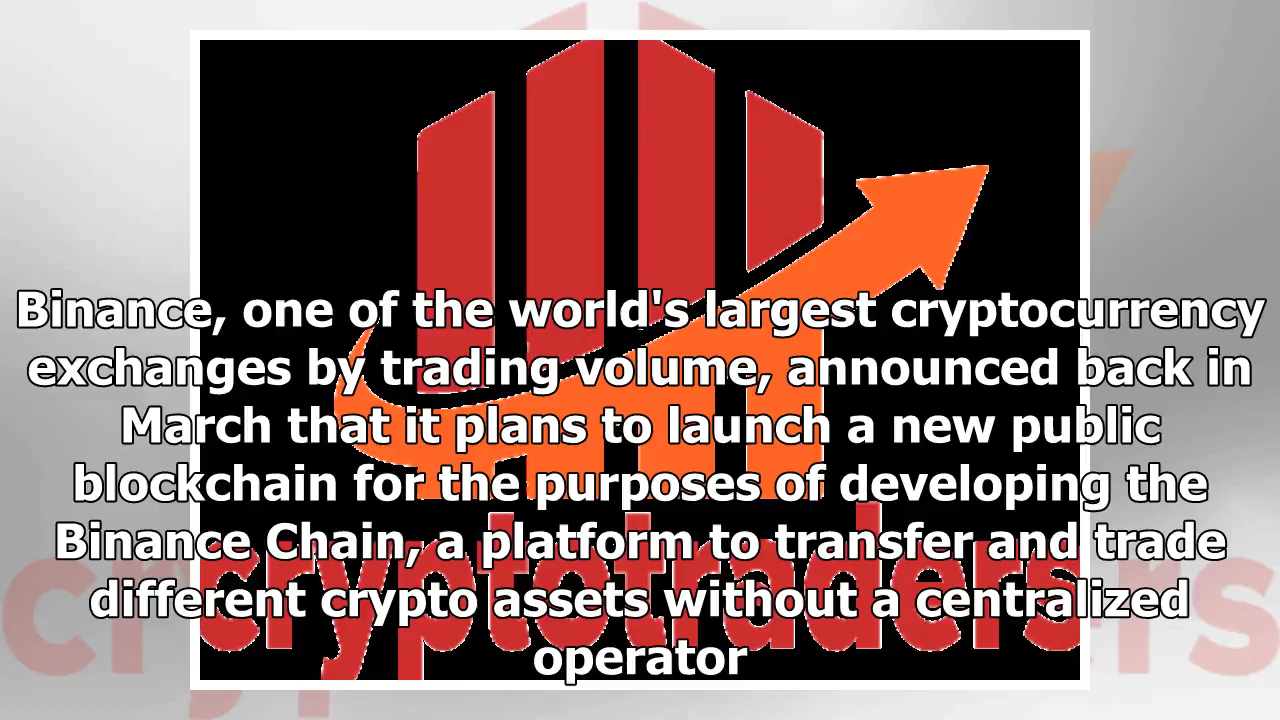 Binance, one of the world's largest cryptocurrency
exchanges by trading volume, announced back in
March that it plans to launch a new public
blockchain for the purposes of developing the
Binance Chain, a platform to transfer and trade
different crypto assets without a centralized
operator
cryptotraders